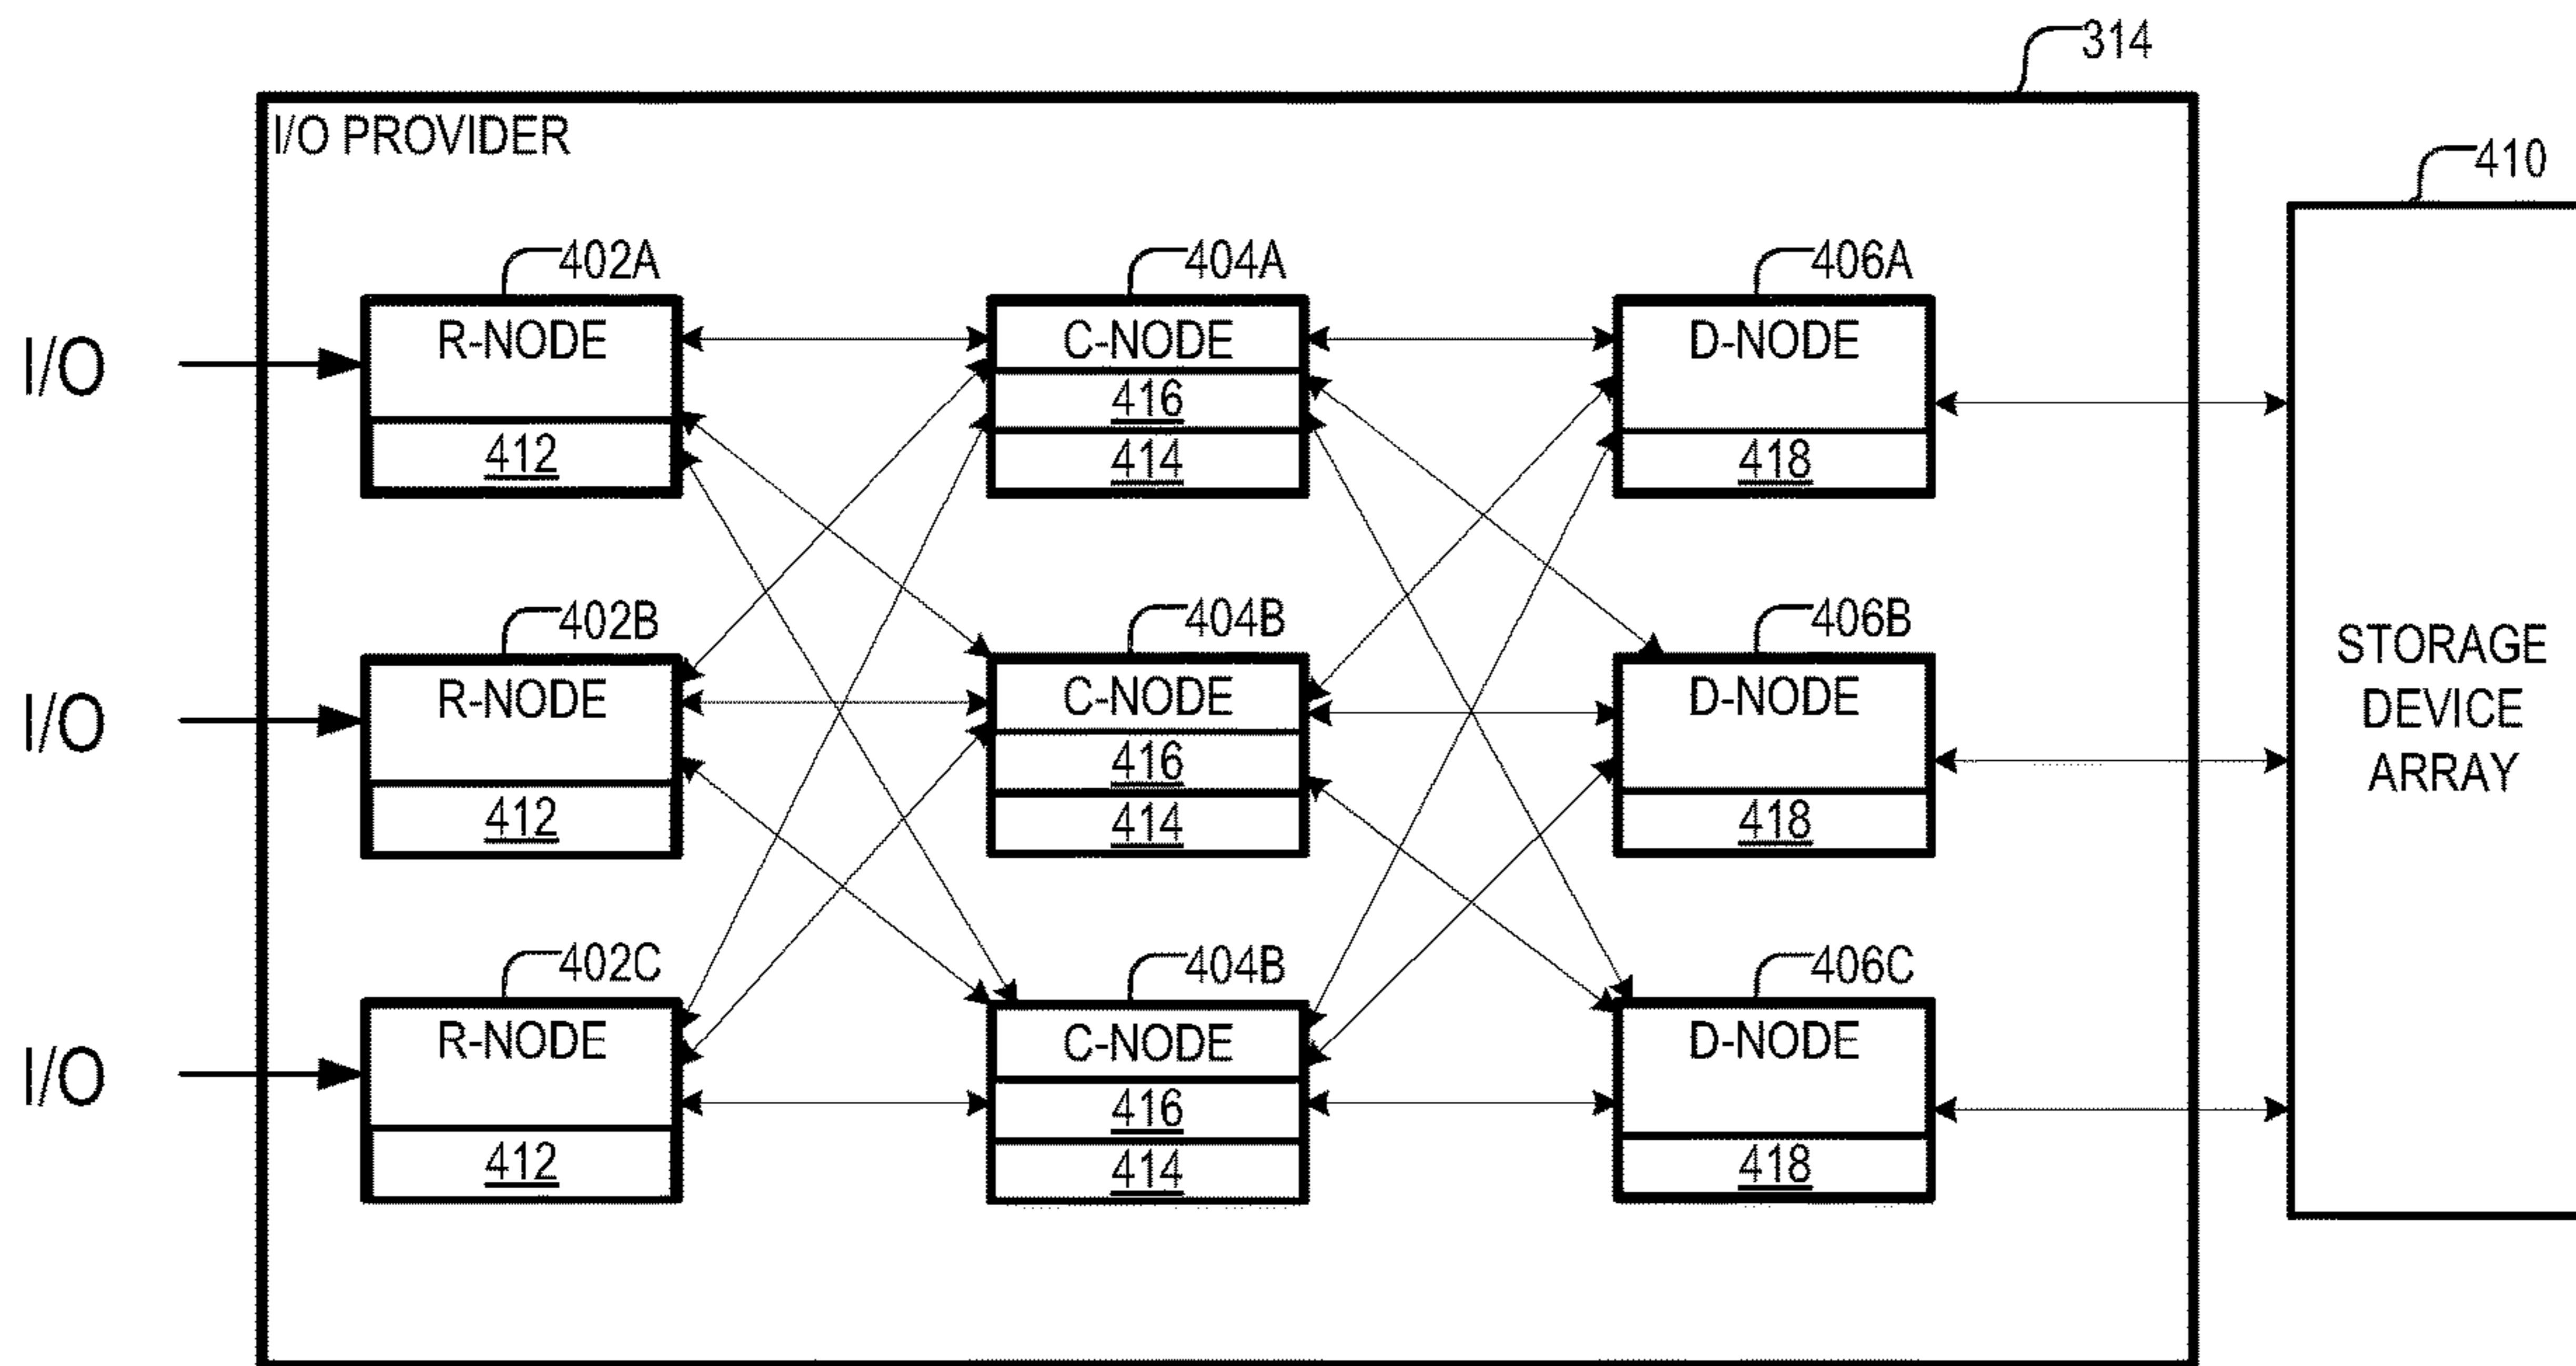 314
I/O PROVIDER
410
402A
404A
406A
I/O
R-NODE
412
C-NODE
416
414
D-NODE
418
402B
404B
406B
I/O
R-NODE
412
C-NODE
416
414
D-NODE
418
STORAGE
DEVICE
ARRAY
402C
404B
406C
I/O
R-NODE
412
C-NODE
416
414
D-NODE
418